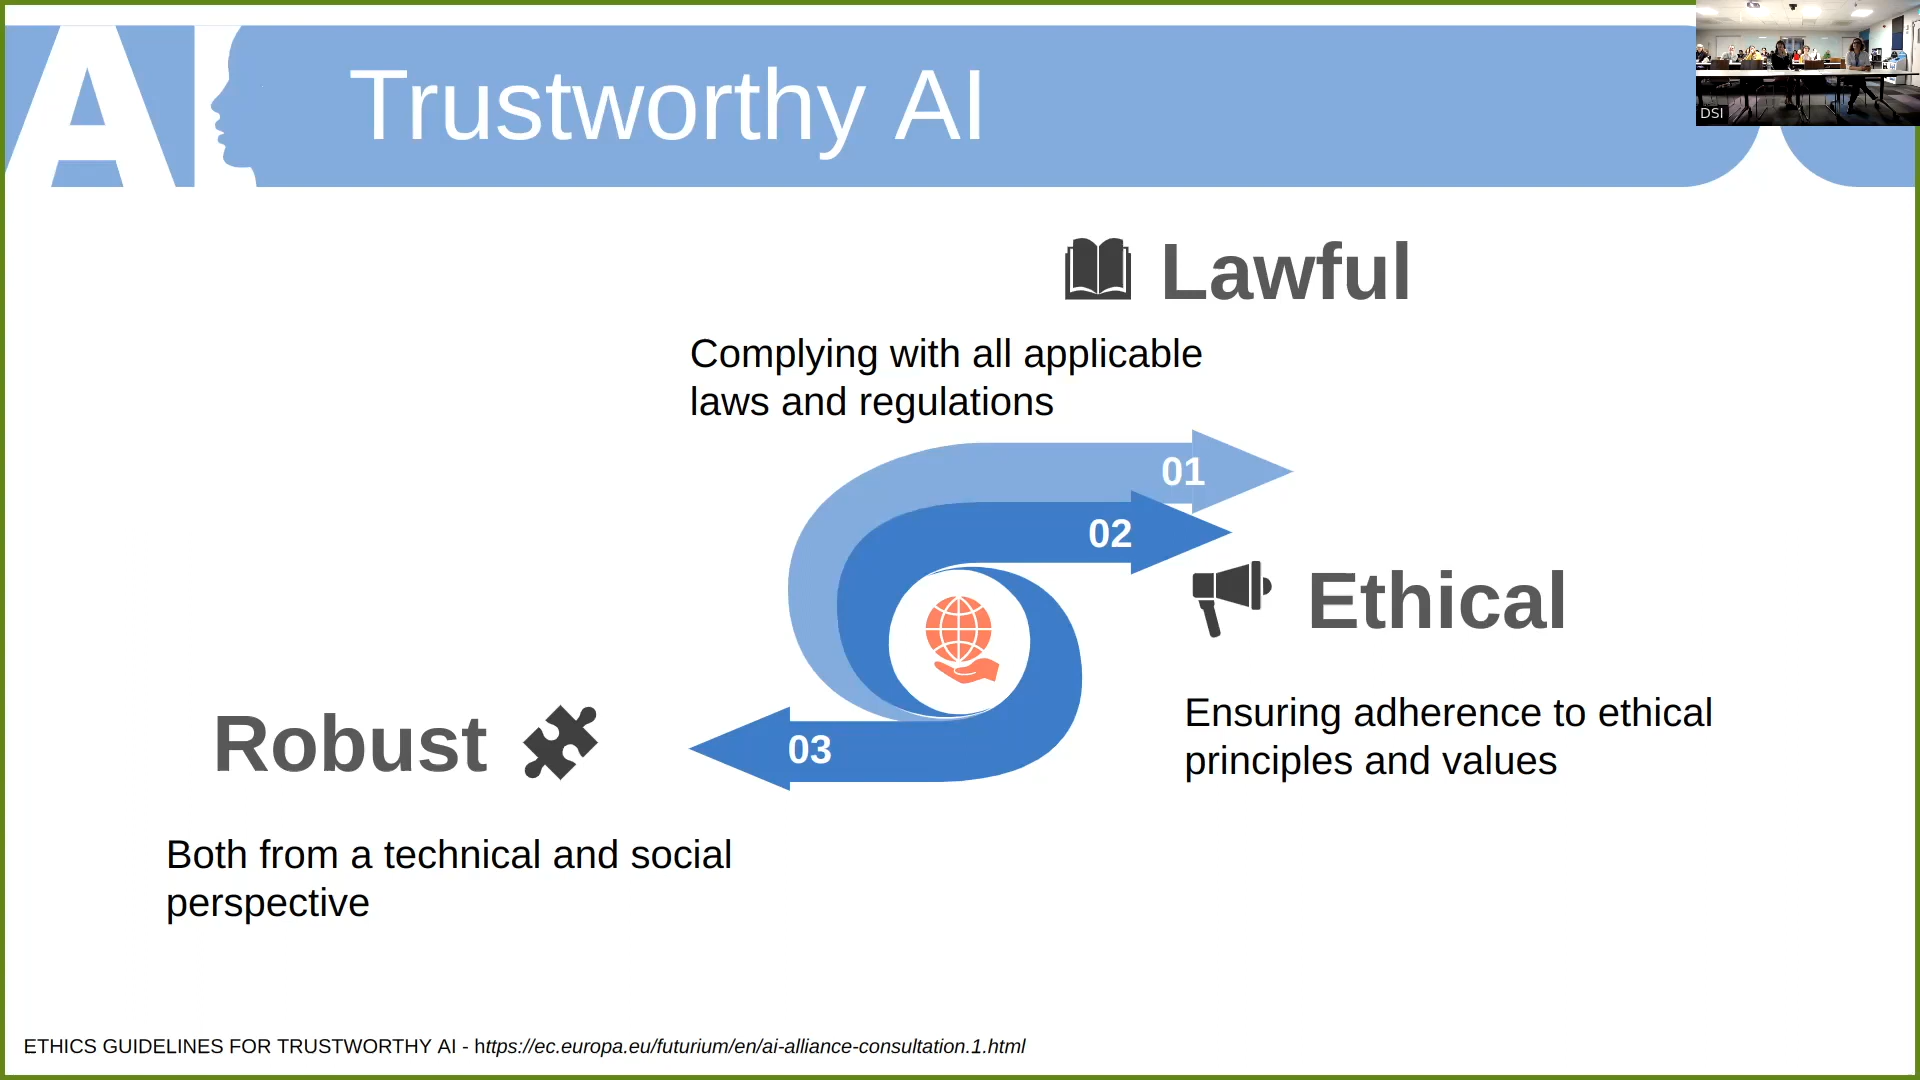 AI
Trustworthy AI
DSI
Lawful
Complying with all applicable
laws and regulations
01
02
Ethical
Ensuring adherence to ethical
principles and values
Robust
03
Both from a technical and social
perspective
ETHICS GUIDELINES FOR TRUSTWORTHY AI - https://ec.europa.eu/futurium/en/ai-alliance-consultation.1.html